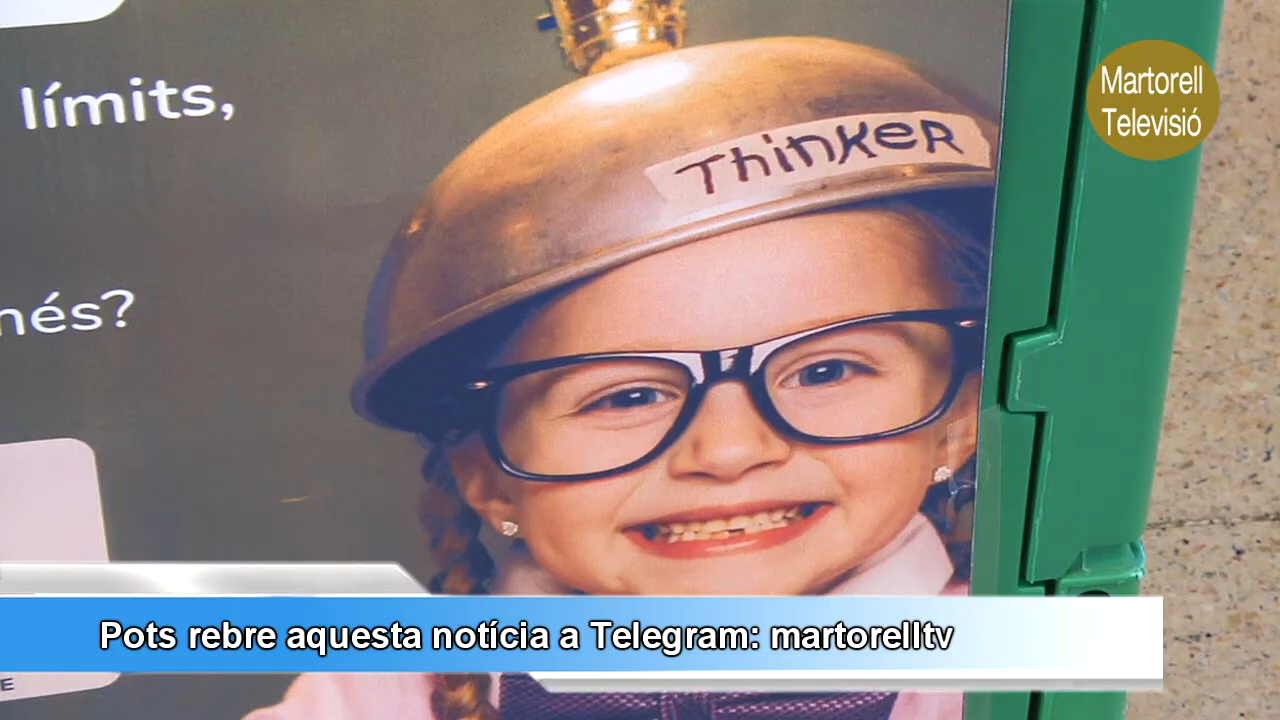 límits,
Martorell
Televisió
THINKER
més?
Pots rebre aquesta notícia a Telegram: martorelltv
E